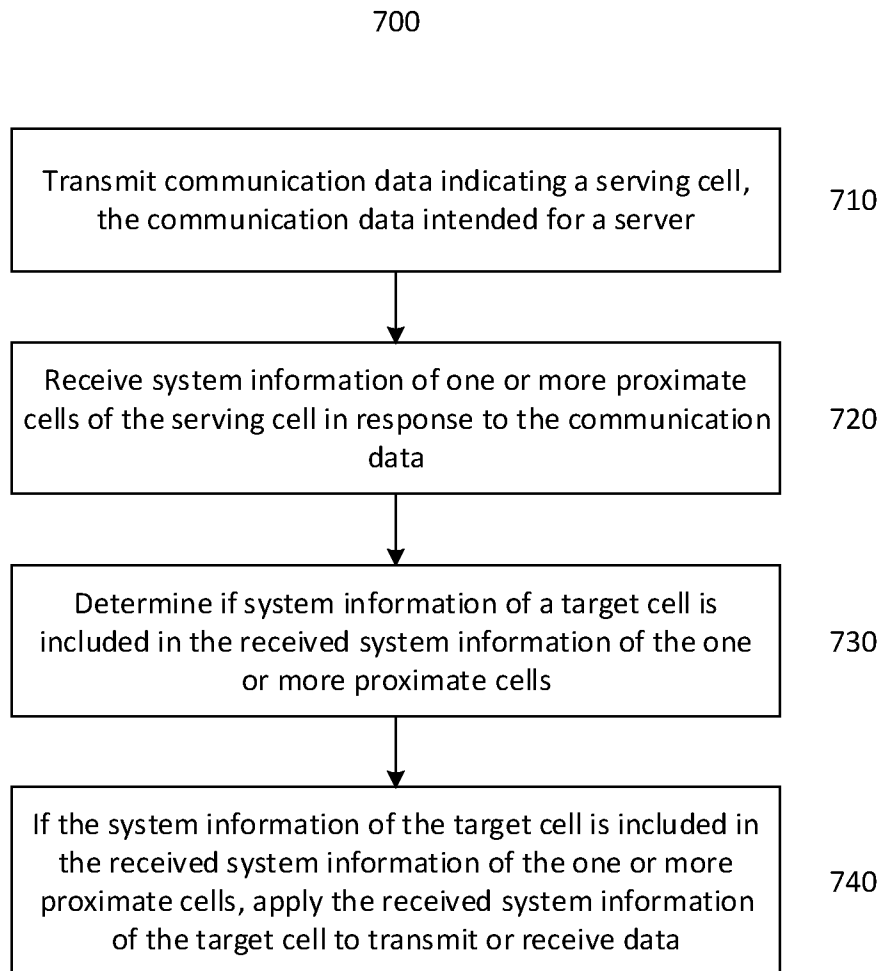 700
Transmit communication data indicating a serving cell,
the communication data intended for a server
710
Receive system information of one or more proximate
cells of the serving cell in response to the communication
data
720
Determine if system information of a target cell is
included in the received system information of the one
or more proximate cells
730
If the system information of the target cell is included in
the received system information of the one or more
proximate cells, apply the received system information
of the target cell to transmit or receive data
740